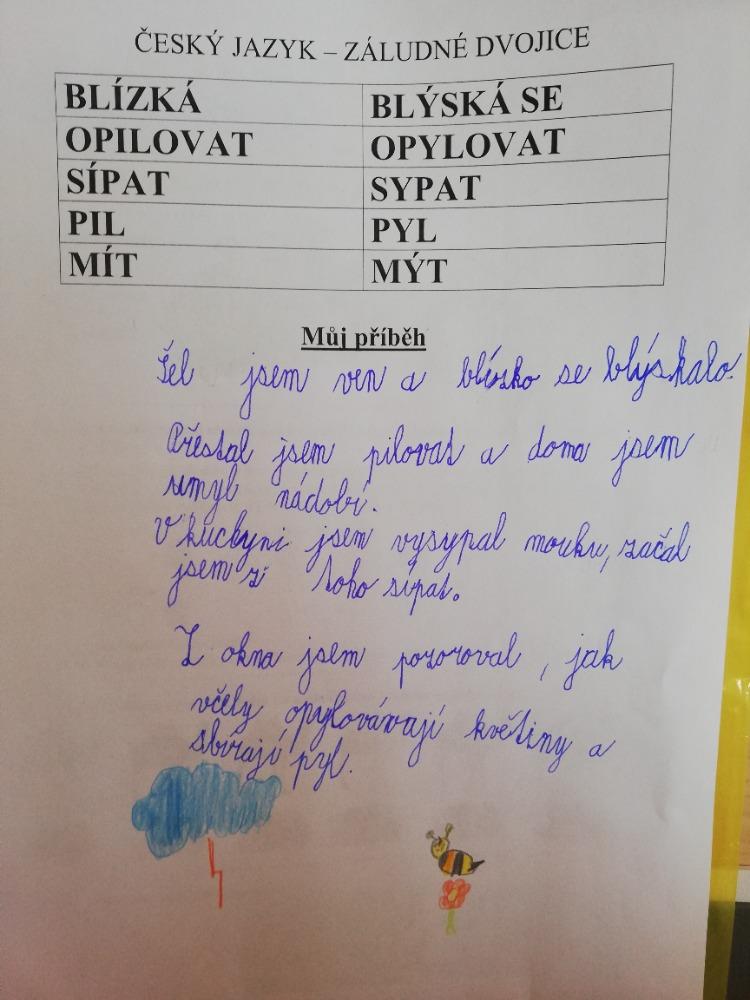 ČESKÝ JAZYK – ZÁLUDNÉ DVOJICE
BLÍZKÁ BLÝSKÁ SE
OPILOVAT OPYLOVAT
SÍPAT SYPAT
PIL PYL
MÍT MÝT
Můj příběh
Šel jsem ven a blízko se blýskalo.
Přestal jsem pilovat a doma jsem
umyl nádobí.
V kuchyni jsem vysypal mouku, začal
jsem z toho sípat.
Z okna jsem pozoroval, jak
včely opylovávají květiny a
sbírají pyl.